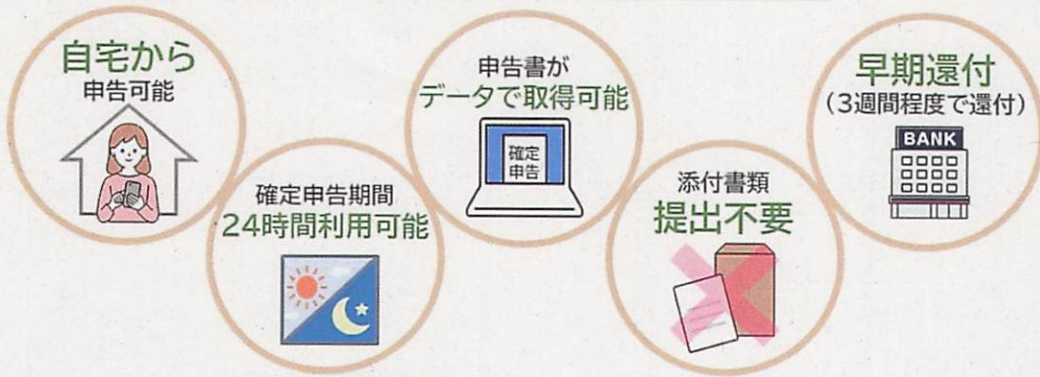 自宅から
申告可能
確定申告期間
24時間利用可能
申告書が
データで取得可能
確定
申告
添付書類
提出不要
早期還付
(3週間程度で還付)
BANK